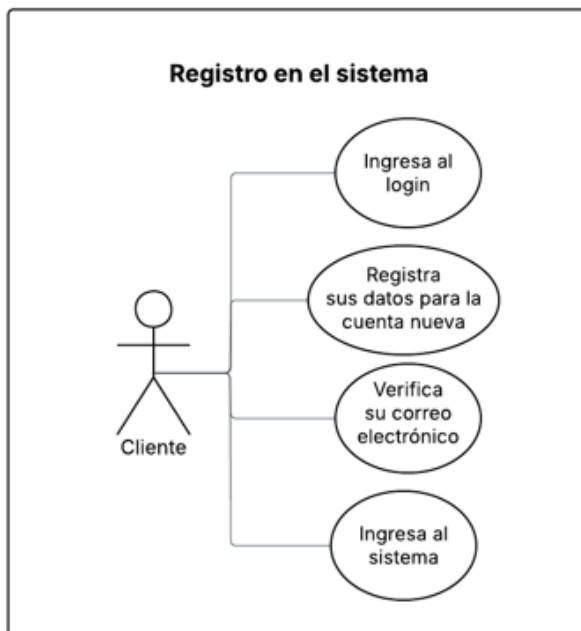 Registro en el sistema
Ingresa al
login
Registra
sus datos para la
cuenta nueva
Verifica
su correo
electrónico
Cliente
Ingresa al
sistema